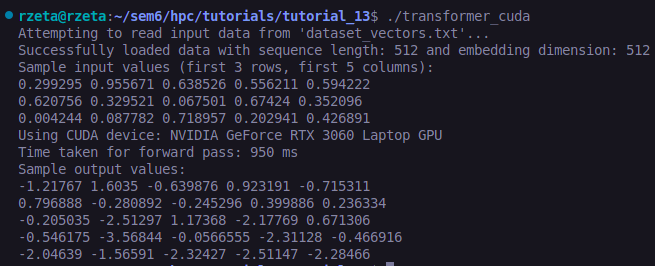 rzeta@rzeta:~/sem6/hpc/tutorials/tutorial_13$ ./transformer_cuda
Attempting to read input data from 'dataset_vectors.txt'...
Successfully loaded data with sequence length: 512 and embedding dimension: 512
Sample input values (first 3 rows, first 5 columns):
0.299295 0.955671 0.638526 0.556211 0.594222
0.620756 0.329521 0.067501 0.67424 0.352096
0.004244 0.087782 0.718957 0.202941 0.426891
Using CUDA device: NVIDIA GeForce RTX 3060 Laptop GPU
Time taken for forward pass: 950 ms
Sample output values:
-1.21767 1.6035 -0.639876 0.923191 -0.715311
0.796888 -0.280892 -0.245296 0.399886 0.236334
-0.205035 -2.51297 1.17368 -2.17769 0.671306
-0.546175 -3.56844 -0.0566555 -2.31128 -0.466916
-2.04639 -1.56591 -2.32427 -2.51147 -2.28466